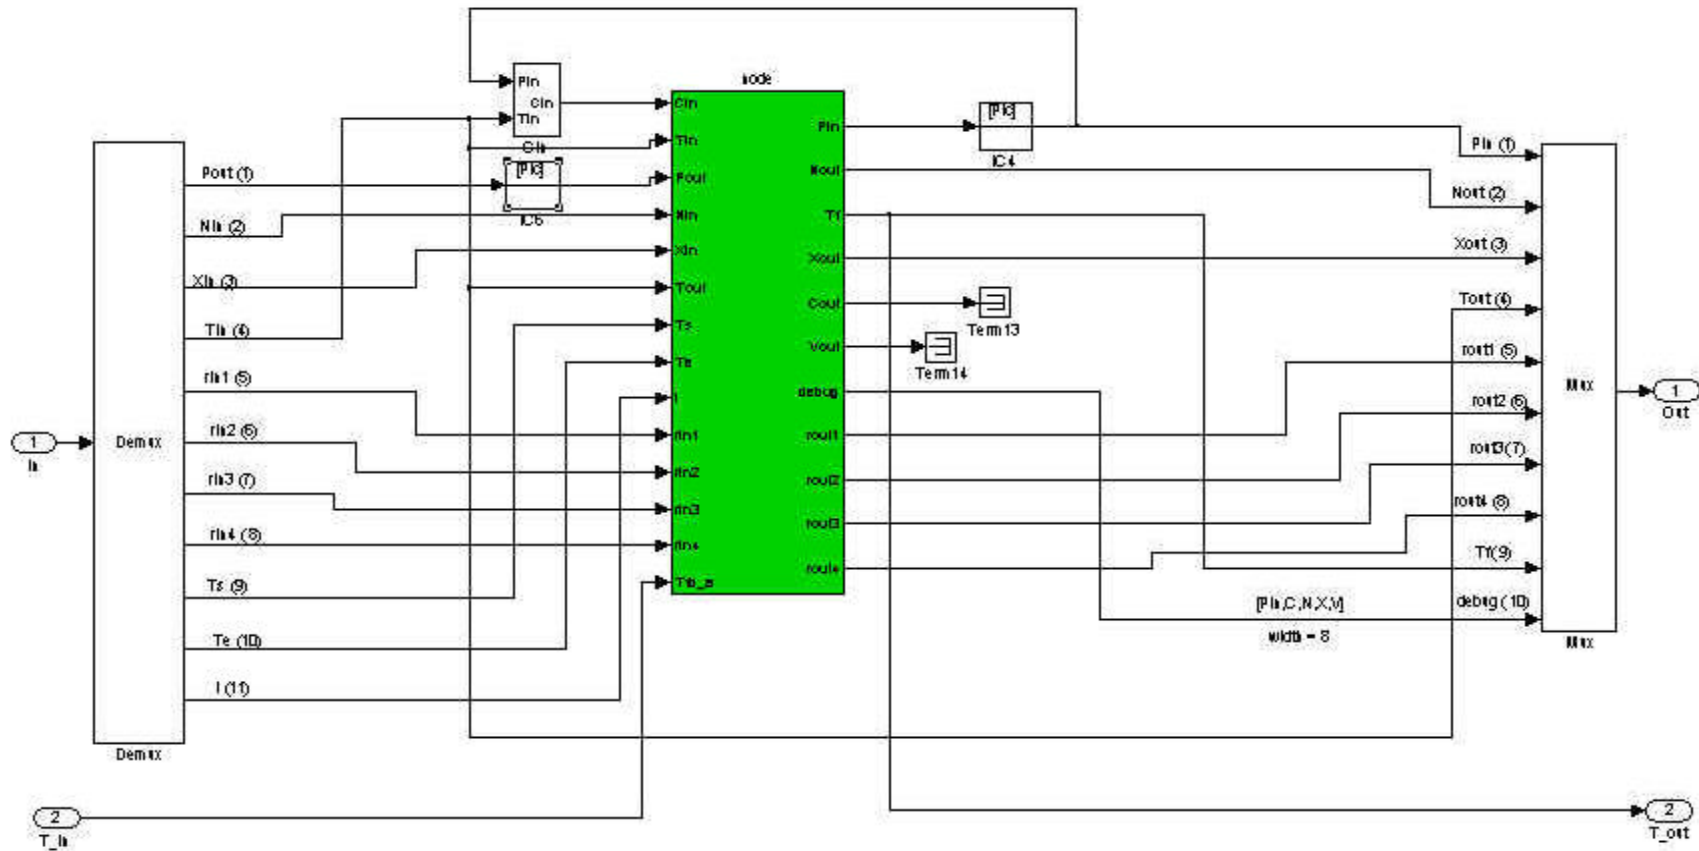 node
Pin
Cin
Tin
Cin
[Pic]
IC5
Demux
Demux
1
In
2
T_in
Pout (1)
Nin (2)
Xin (3)
Tin (4)
rin1 (5)
rin2 (6)
rin3 (7)
rin4 (8)
Ts (9)
Te (10)
I (11)
Cin
Tin
Pout
Nin
Xin
Tout
Ts
Te
I
rin1
rin2
rin3
rin4
Pin
Nout
Tf
Xout
Cout
Vout
debug
rout1
rout2
rout3
rout4
[Pic]
IC4
Term13
Term14
[Pin,C,N,X,V]
width = 8
Pin (1)
Nout (2)
Xout (3)
Tout (4)
rout1 (5)
rout2 (6)
rout3(7)
rout4 (8)
Tf(9)
debug (10)
Mux
Mux
1
Out
2
T_out